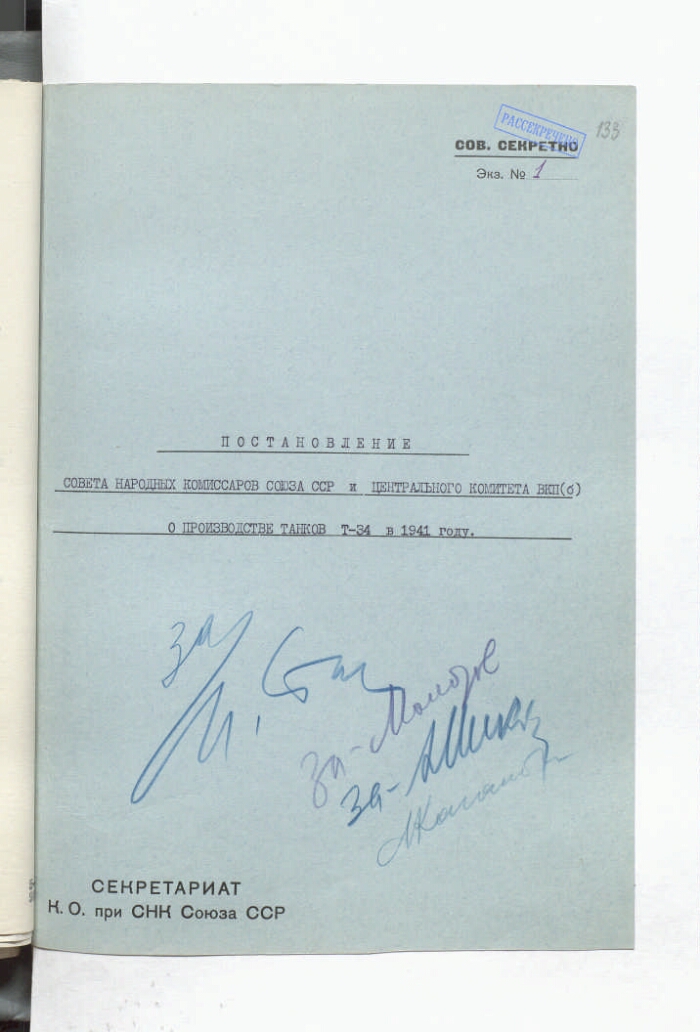 РАССЕКРЕЧЕНО
133
СОВ. СЕКРЕТНО
Экз. № 1
ПОСТАНОВЛЕНИЕ
СОВЕТА НАРОДНЫХ КОМИССАРОВ СОЮЗА ССР и ЦЕНТРАЛЬНОГО КОМИТЕТА ВКП(б)
О ПРОИЗВОДСТВЕ ТАНКОВ Т-34 в 1941 году.
за
И. Ста
за-Молотов
за-АМикоян
ЛКаганович
СЕКРЕТАРИАТ
К. О. при СНК Союза ССР